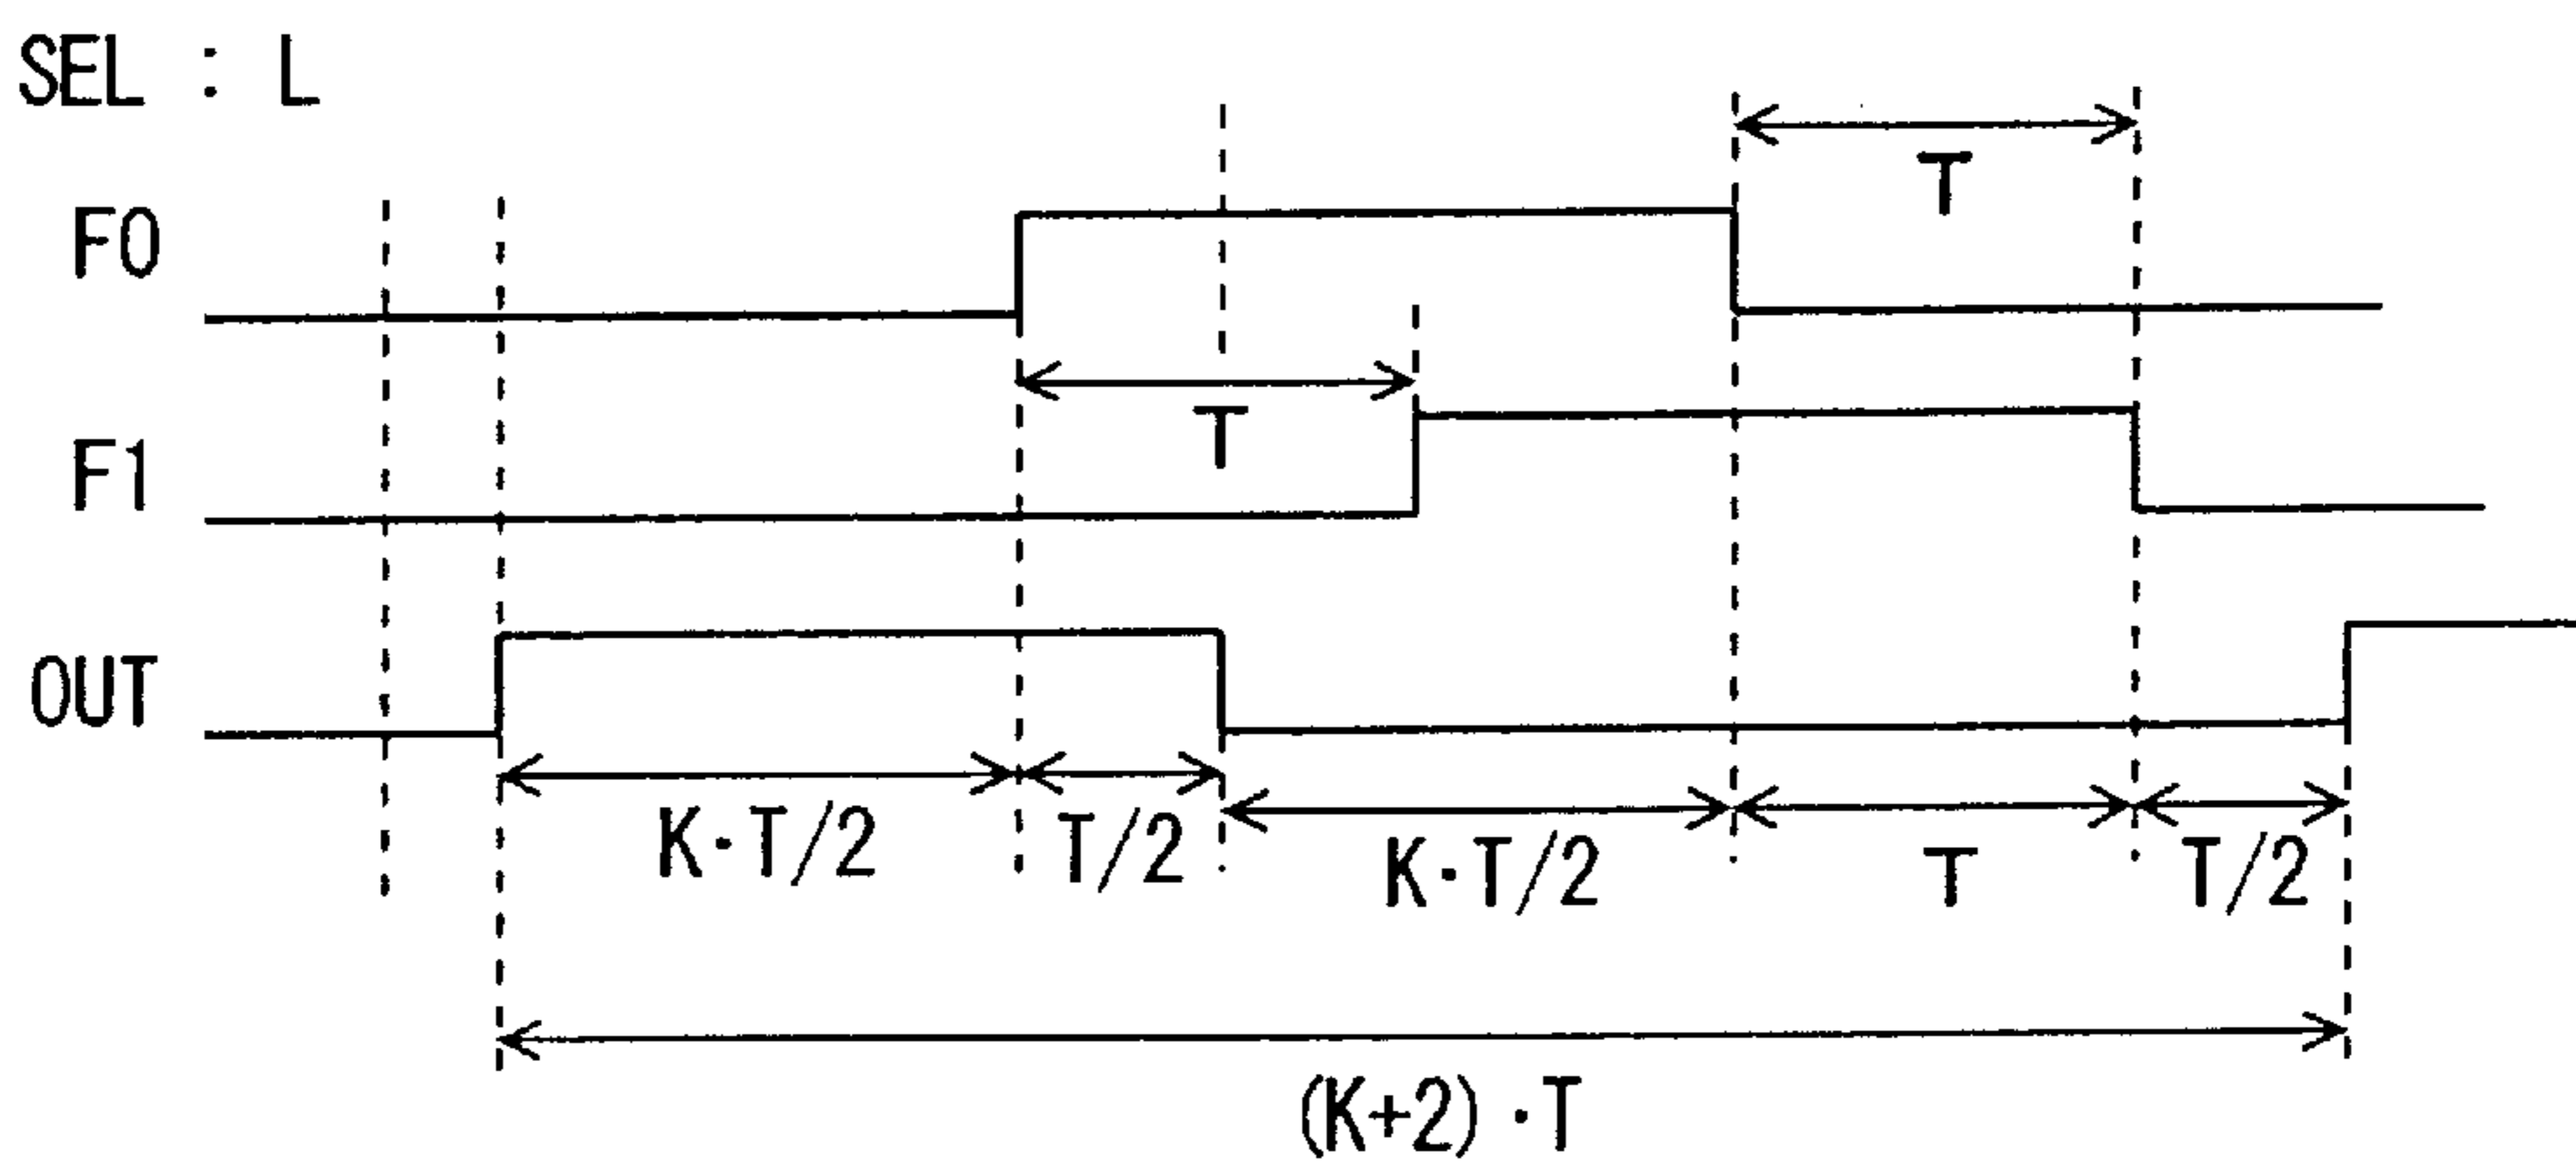 SEL : L
T
F0
T
F1
OUT
K·T/2 T/2 K·T/2 T T/2
(K+2)·T